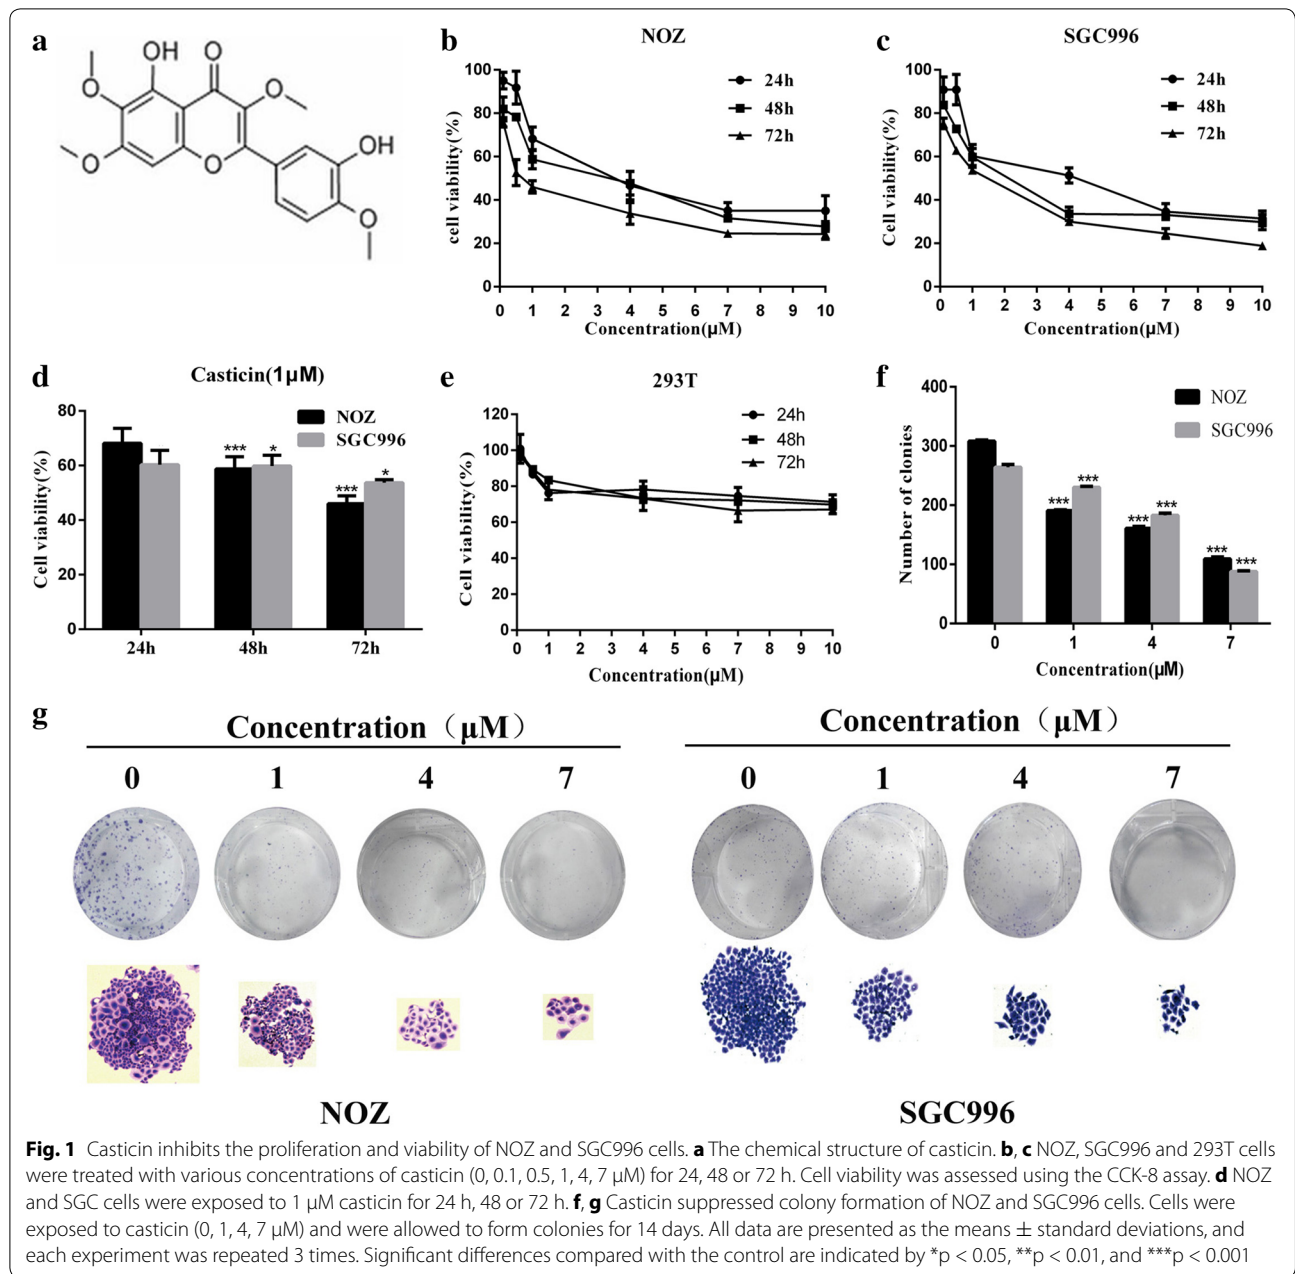 a
OH
O
O
O
O
O
OH
O
b
NOZ
cell viability(%)
100
80
60
40
20
0
24h
48h
72h
0 1 2 3 4 5 6 7 8 9 10
Concentration(µM)
c
SGC996
Cell viability(%)
100
80
60
40
20
0
24h
48h
72h
0 1 2 3 4 5 6 7 8 9 10
Concentration(µM)
d
Casticin(1µM)
Cell viability(%)
80
60
40
20
0
NOZ
SGC996
*** *
*** *
24h 48h 72h
e
293T
Cell viability(%)
120
100
80
60
40
20
0
24h
48h
72h
0 1 2 3 4 5 6 7 8 9 10
Concentration(µM)
f
Number of clonies
400
300
200
100
0
NOZ
SGC996
*** ***
*** ***
*** ***
0 1 4 7
Concentration(µM)
g
Concentration（µM）
0 1 4 7
NOZ
Concentration（µM）
0 1 4 7
SGC996
Fig. 1 Casticin inhibits the proliferation and viability of NOZ and SGC996 cells. a The chemical structure of casticin. b, c NOZ, SGC996 and 293T cells
were treated with various concentrations of casticin (0, 0.1, 0.5, 1, 4, 7 µM) for 24, 48 or 72 h. Cell viability was assessed using the CCK-8 assay. d NOZ
and SGC cells were exposed to 1 µM casticin for 24 h, 48 or 72 h. f, g Casticin suppressed colony formation of NOZ and SGC996 cells. Cells were
exposed to casticin (0, 1, 4, 7 µM) and were allowed to form colonies for 14 days. All data are presented as the means ± standard deviations, and
each experiment was repeated 3 times. Significant differences compared with the control are indicated by *p < 0.05, **p < 0.01, and ***p < 0.001